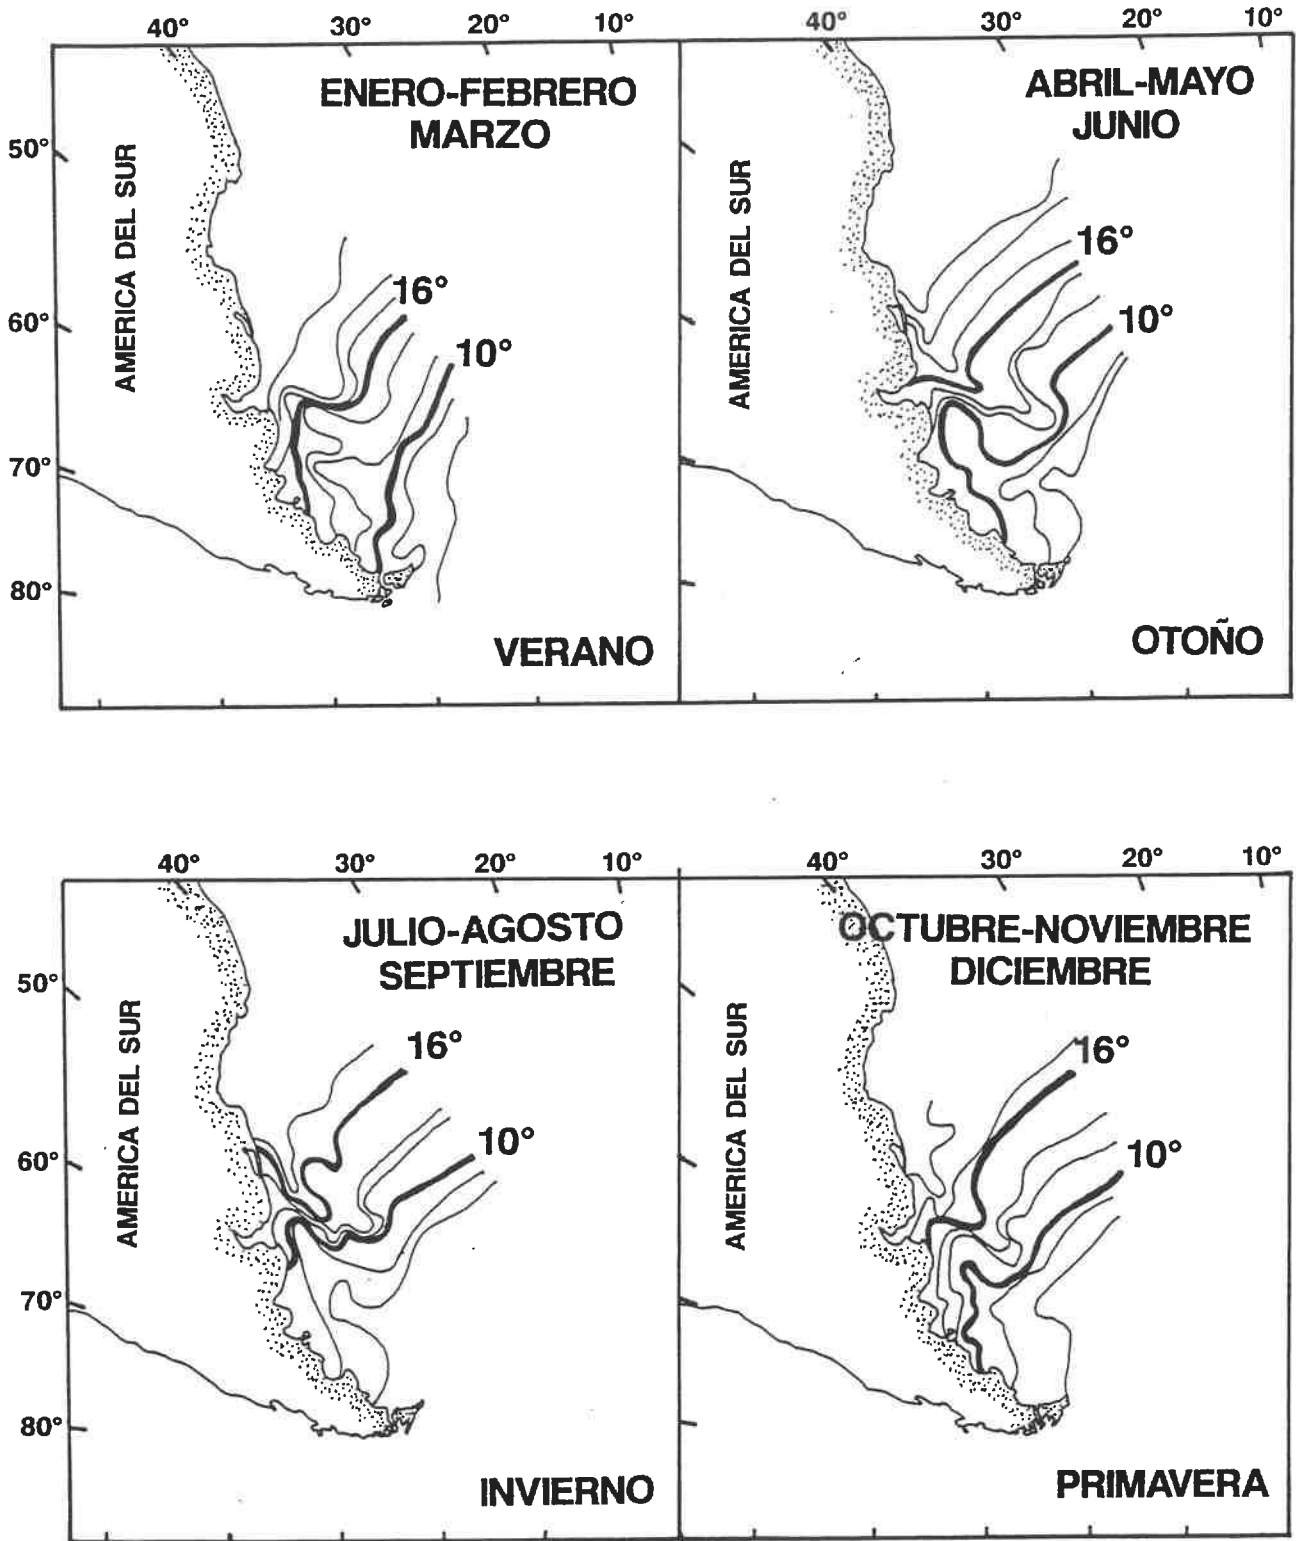 40° 30° 20° 10°
ENERO-FEBRERO
MARZO
50°
AMERICA DEL SUR
16°
60°
10°
70°
80°
VERANO
40° 30° 20° 10°
ABRIL-MAYO
JUNIO
AMERICA DEL SUR
16°
10°
OTOÑO
40° 30° 20° 10°
JULIO-AGOSTO
SEPTIEMBRE
50°
AMERICA DEL SUR
16°
60°
10°
70°
80°
INVIERNO
40° 30° 20° 10°
OCTUBRE-NOVIEMBRE
DICIEMBRE
AMERICA DEL SUR
16°
10°
PRIMAVERA